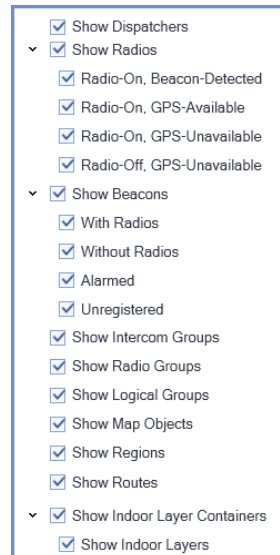 Show Dispatchers
Show Radios
Radio-On, Beacon-Detected
Radio-On, GPS-Available
Radio-On, GPS-Unavailable
Radio-Off, GPS-Unavailable
Show Beacons
With Radios
Without Radios
Alarmed
Unregistered
Show Intercom Groups
Show Radio Groups
Show Logical Groups
Show Map Objects
Show Regions
Show Routes
Show Indoor Layer Containers
Show Indoor Layers